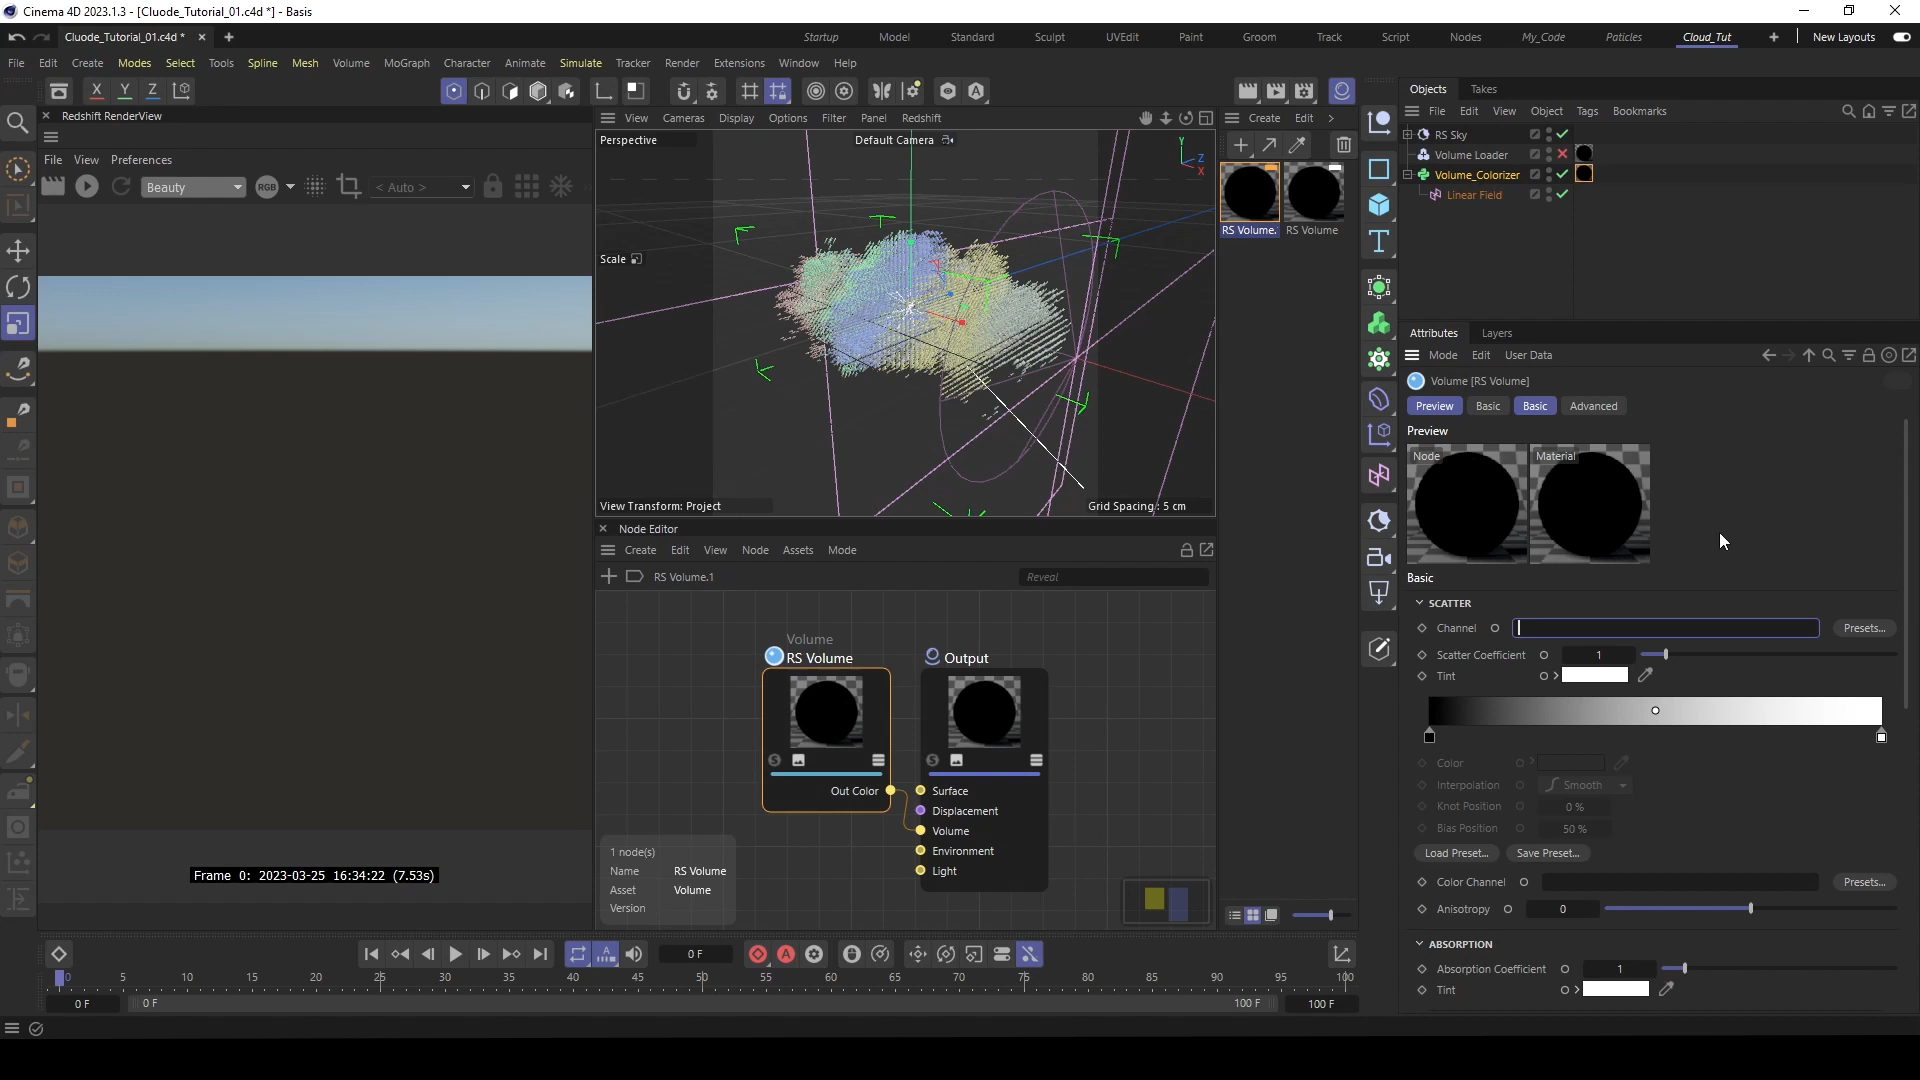 Cinema 4D 2023.1.3 - [Cluode_Tutorial_01.c4d *] - Basis
Cluode_Tutorial_01.c4d *
Startup Model Standard Sculpt UVEdit Paint Groom Track Script Nodes My_Code Paticles Cloud_Tut New Layouts
File Edit Create Modes Select Tools Spline Mesh Volume MoGraph Character Animate Simulate Tracker Render Extensions Window Help
X Y Z
Redshift RenderView
File View Preferences
Beauty
RGB
< Auto >
Frame 0: 2023-03-25 16:34:22 (7.53s)
View Cameras Display Options Filter Panel Redshift
Perspective
Default Camera
Y
Z
X
Scale
View Transform: Project
Grid Spacing : 5 cm
Node Editor
Create Edit View Node Assets Mode
RS Volume.1
Reveal
Volume
RS Volume
Output
Out Color
Surface
Displacement
Volume
Environment
Light
1 node(s)
Name RS Volume
Asset Volume
Version
Create Edit
RS Volume.
RS Volume
Objects Takes
File Edit View Object Tags Bookmarks
RS Sky
Volume Loader
Volume_Colorizer
Linear Field
Attributes Layers
Mode Edit User Data
Volume [RS Volume]
Preview Basic Basic Advanced
Preview
Node
Material
Basic
SCATTER
Channel
Presets...
Scatter Coefficient 1
Tint
Color
Interpolation Smooth
Knot Position 0 %
Bias Position 50 %
Load Preset...
Save Preset...
Color Channel
Presets...
Anisotropy 0
ABSORPTION
Absorption Coefficient 1
Tint
0 F
0 5 10 15 20 25 30 35 40 45 50 55 60 65 70 75 80 85 90 95 100
0 F 0 F 100 F 100 F